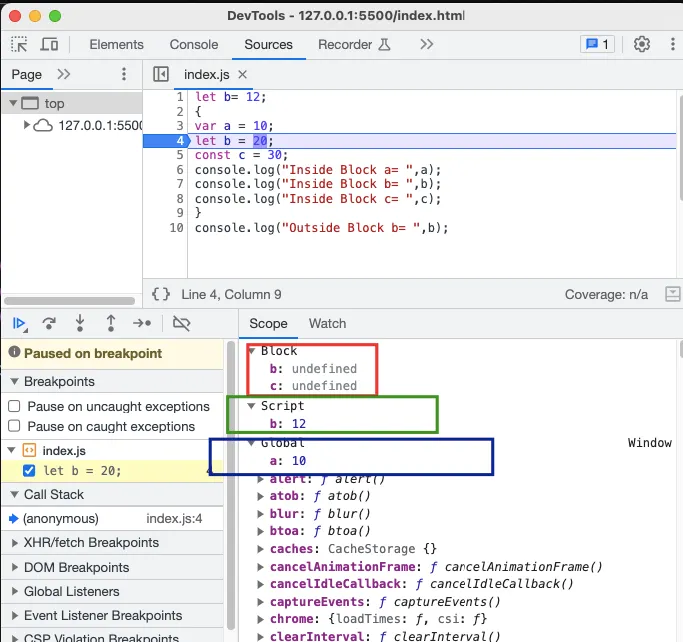 DevTools - 127.0.0.1:5500/index.html
Elements Console Sources Recorder 1
Page
index.js
top
127.0.0.1:5500
1 let b= 12;
2 {
3 var a = 10;
4 let b = 20;
5 const c = 30;
6 console.log("Inside Block a= ",a);
7 console.log("Inside Block b= ",b);
8 console.log("Inside Block c= ",c);
9 }
10 console.log("Outside Block b= ",b);
{} Line 4, Column 9 Coverage: n/a
Scope Watch
Paused on breakpoint
Breakpoints
Pause on uncaught exceptions
Pause on caught exceptions
index.js
let b = 20; 4
Call Stack
(anonymous) index.js:4
XHR/fetch Breakpoints
DOM Breakpoints
Global Listeners
Event Listener Breakpoints
CSP Violation Breakpoints
Block
b: undefined
c: undefined
Script
b: 12
Global Window
a: 10
alert: ƒ alert()
atob: ƒ atob()
blur: ƒ blur()
btoa: ƒ btoa()
caches: CacheStorage {}
cancelAnimationFrame: ƒ cancelAnimationFrame()
cancelIdleCallback: ƒ cancelIdleCallback()
captureEvents: ƒ captureEvents()
chrome: {loadTimes: ƒ, csi: ƒ}
clearInterval: ƒ clearInterval()